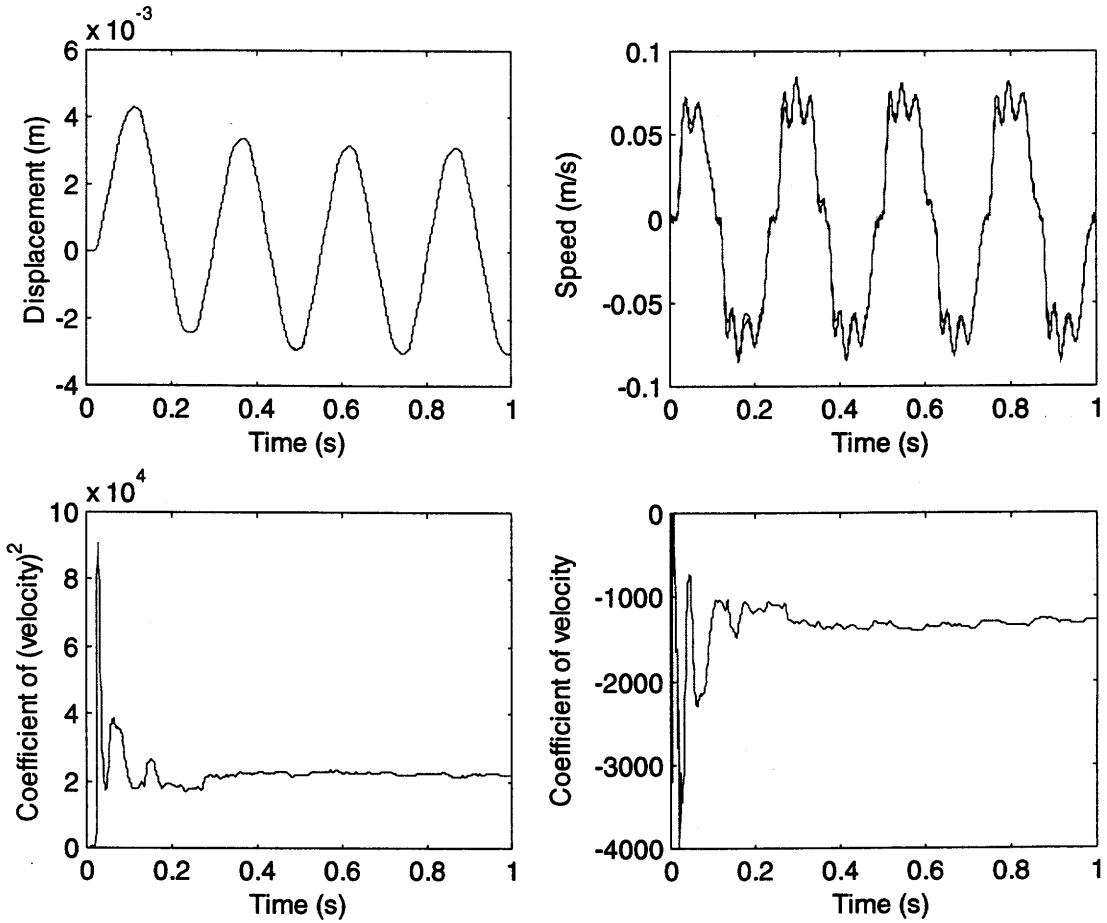 x 10^-3
6
4
2
0
-2
-4
Displacement (m)
0 0.2 0.4 0.6 0.8 1
Time (s)
0.1
0.05
0
-0.05
-0.1
Speed (m/s)
0 0.2 0.4 0.6 0.8 1
Time (s)
x 10^4
10
8
6
4
2
0
Coefficient of (velocity)^2
0 0.2 0.4 0.6 0.8 1
Time (s)
0
-1000
-2000
-3000
-4000
Coefficient of velocity
0 0.2 0.4 0.6 0.8 1
Time (s)